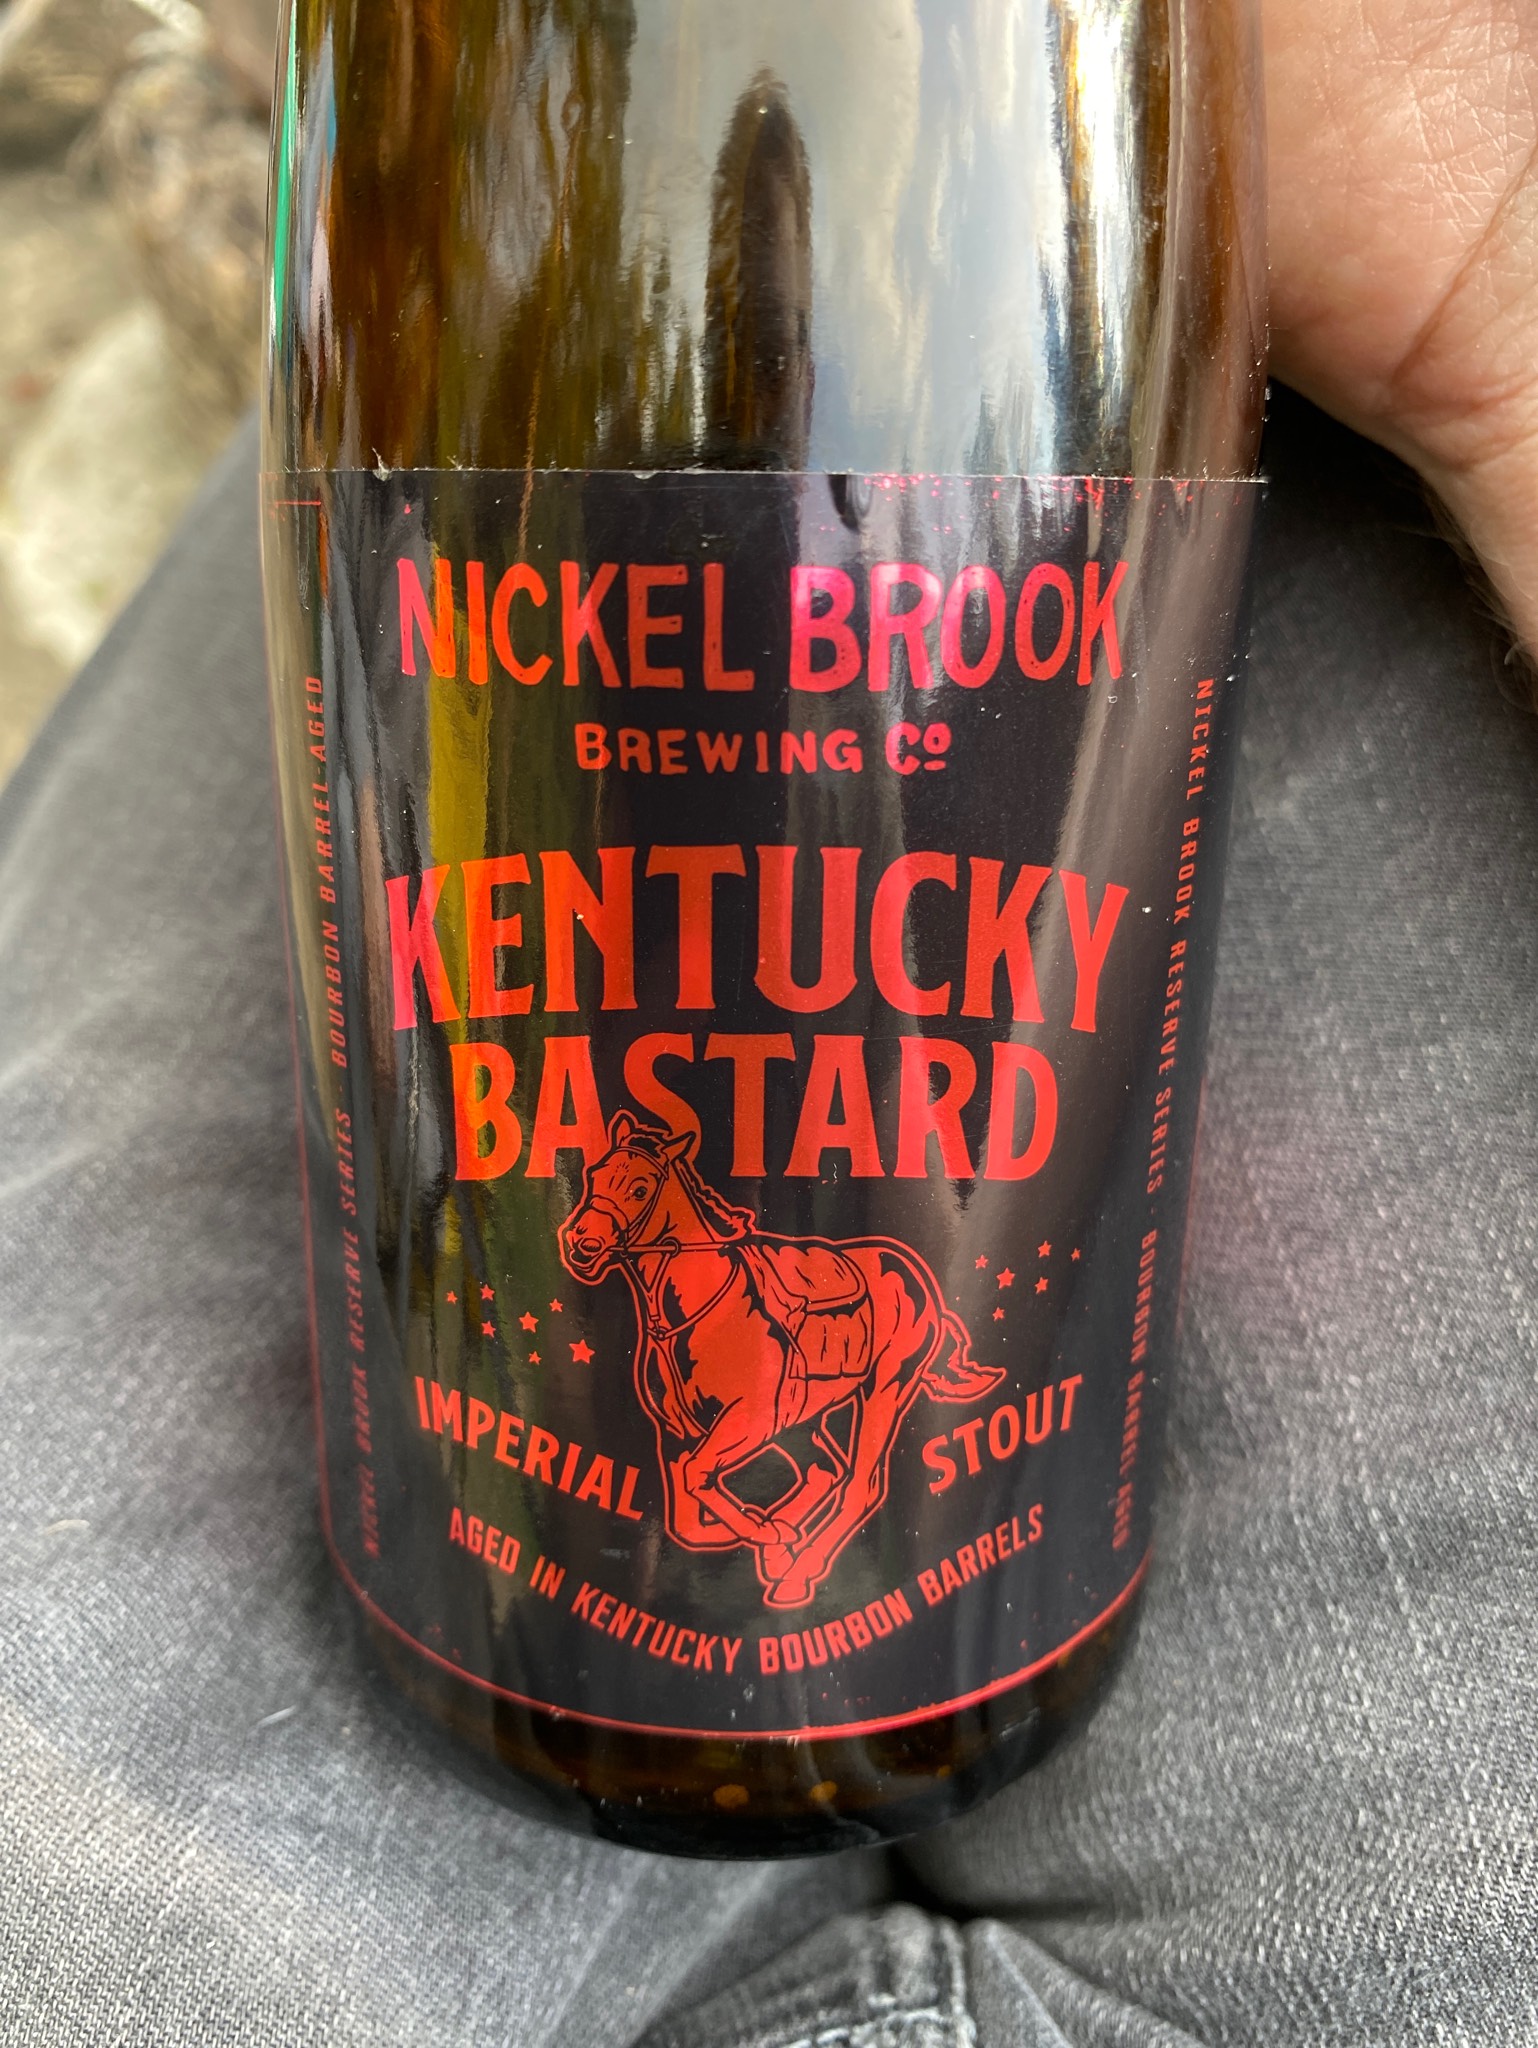 NICKEL BROOK
BREWING Cº
KENTUCKY
BASTARD
IMPERIAL STOUT
AGED IN KENTUCKY BOURBON BARRELS
NICKEL BROOK RESERVE SERIES · BOURBON BARREL-AGED
NICKEL BROOK RESERVE SERIES · BOURBON BARREL-AGED